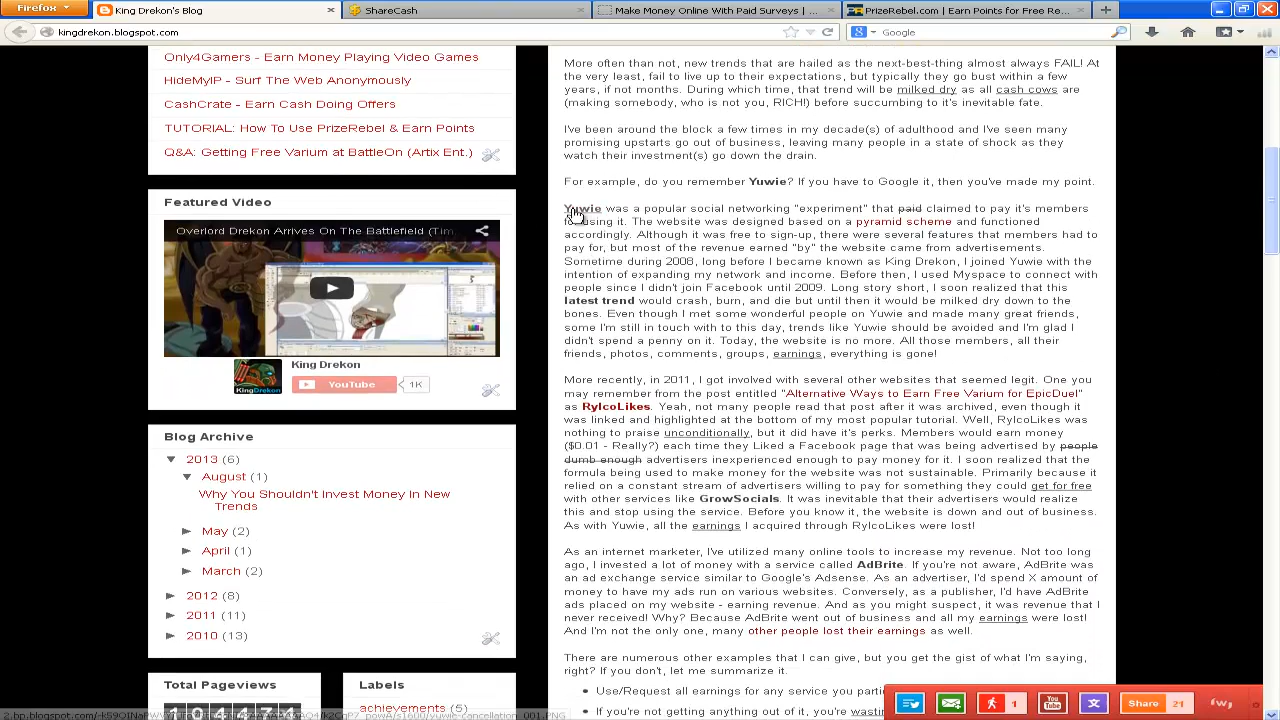 Firefox
King Drekon's Blog
ShareCash
Make Money Online With Paid Surveys |
PrizeRebel.com | Earn Points for Free Re...
kingdrekon.blogspot.com
Google
Only4Gamers - Earn Money Playing Video Games
HideMyIP - Surf The Web Anonymously
CashCrate - Earn Cash Doing Offers
TUTORIAL: How To Use PrizeRebel & Earn Points
Q&A: Getting Free Varium at BattleOn (Artix Ent.)
Featured Video
Overlord Drekon Arrives On The Battlefield (Tim...
King Drekon
YouTube 1K
Blog Archive
▼ 2013 (6)
▼ August (1)
Why You Shouldn't Invest Money In New
Trends
► May (2)
► April (1)
► March (2)
► 2012 (8)
► 2011 (11)
► 2010 (13)
Total Pageviews
Labels
achievements (5)
More often than not, new trends that are hailed as the next-best-thing almost always FAIL! At
the very least, fail to live up to their expectations, but typically they go bust within a few
years, if not months. During which time, that trend will be milked dry as all cash cows are
(making somebody, who is not you, RICH!) before succumbing to it's inevitable fate.
I've been around the block a few times in my decade(s) of adulthood and I've seen many
promising upstarts go out of business, leaving many people in a state of shock as they
watch their investment(s) go down the drain.
For example, do you remember Yuwie? If you have to Google it, then you've made my point.
Yuwie was a popular social networking "experiment" that paid claimed to pay it's members
using it. The website was designed based on a pyramid scheme and functioned
accordingly. Although it was free to sign-up, there were several features that members had to
pay for, but most of the revenue earned "by" the website came from advertisements.
Sometime during 2008, long before I became known as King Drekon, I joined Yuwie with the
intention of expanding my network and income. Before then, I used Myspace to connect with
people since I didn't join Facebook until 2009. Long story short, I soon realized that this
latest trend would crash, burn and die but until then it would be milked dry down to the
bones. Even though I met some wonderful people on Yuwie and made many great friends,
some I'm still in touch with to this day, trends like Yuwie should be avoided and I'm glad I
didn't spend a penny on it. Today, the website is no more! All those members, all their
friends, photos, comments, groups, earnings, everything is gone!
More recently, in 2011, I got involved with several other websites that seemed legit. One you
may remember from the post entitled "Alternative Ways to Earn Free Varium for EpicDuel"
as RylcoLikes. Yeah, not many people read that post after it was archived, even though it
was linked and highlighted at the bottom of my most popular tutorial. Well, RylcoLikes was
nothing to praise unconditionally, but it did have it's perks. Members would earn money
($0.01 - Really?) each time they Liked a Facebook page that was being advertised by people
dumb enough advertisers inexperienced enough to pay money for it. I soon realized that the
formula being used to make money for the website was not sustainable. Primarily because it
relied on a constant stream of advertisers willing to pay for something they could get for free
with other services like GrowSocials. It was inevitable that their advertisers would realize
this and stop using the service. Before you know it, the website is down and out of business.
As with Yuwie, all the earnings I acquired through RylcoLikes were lost!
As an internet marketer, I've utilized many online tools to increase my revenue. Not too long
ago, I invested a lot of money with a service called AdBrite. If you're not aware, AdBrite was
an ad exchange service similar to Google's Adsense. As an advertiser, I'd spend X amount of
money to have my ads run on various websites. Conversely, as a publisher, I'd have AdBrite
ads placed on my website - earning revenue. And as you might suspect, it was revenue that I
never received! Why? Because AdBrite went out of business and all my earnings were lost!
And I'm not the only one, many other people lost their earnings as well.
There are numerous other examples that I can give, but you get the gist of what I'm saying,
right? If you don't, let me summarize it.
• Use/Request all earnings for any service you parti
• If you're not getting anything out of it, you're
1
You Tube
Share 21